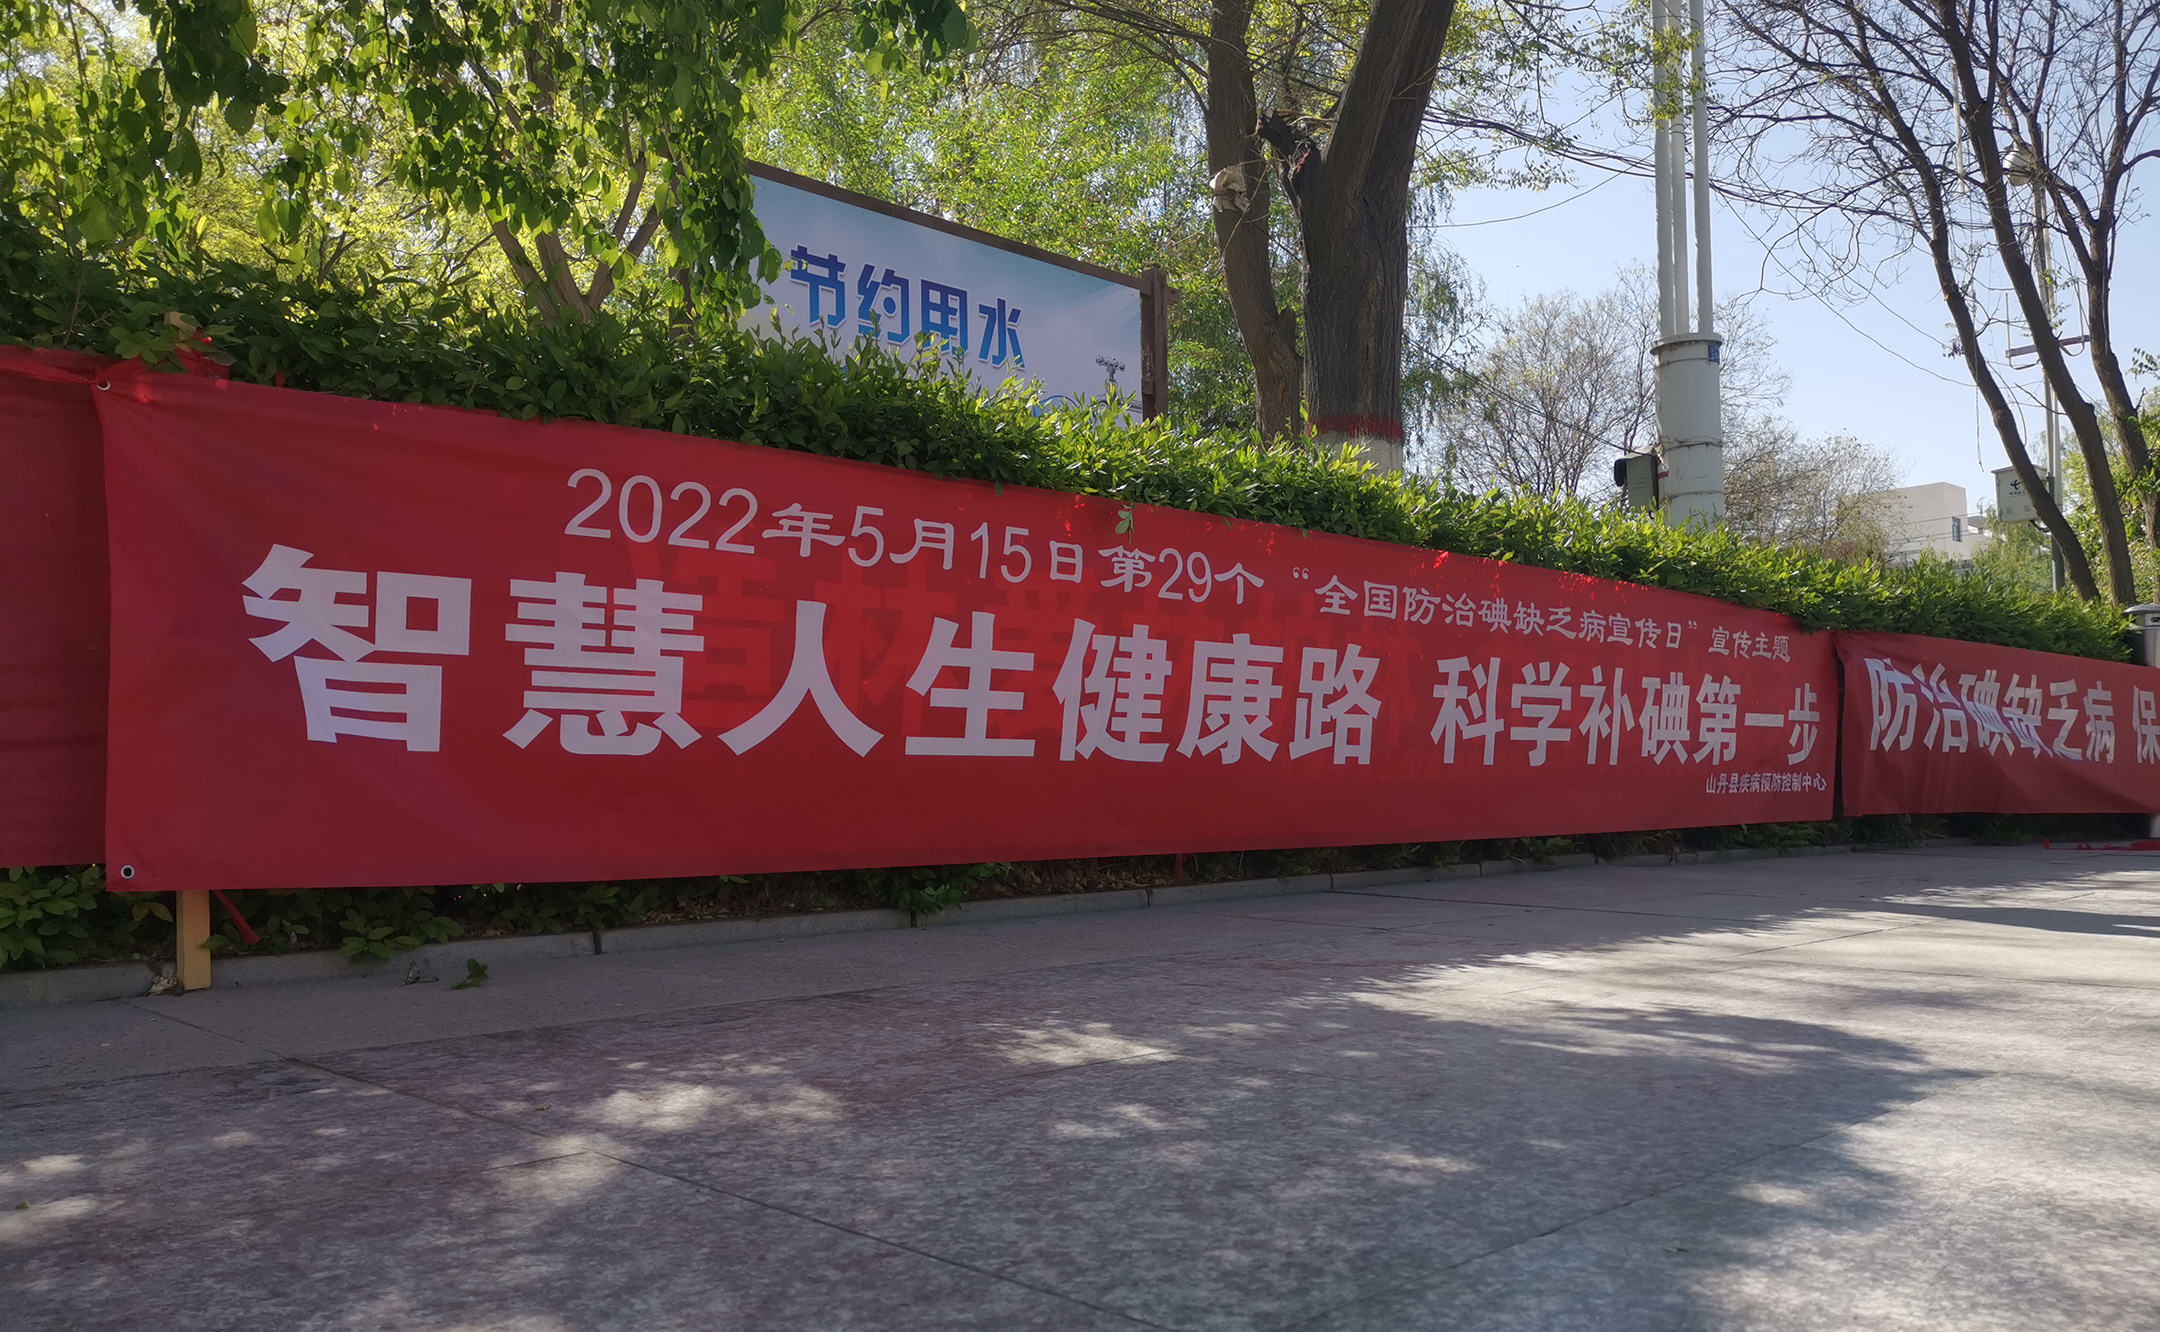 节约用水
2022年5月15日第29个“全国防治碘缺乏病宣传日”宣传主题
智慧人生健康路 科学补碘第一步
山丹县疾病预防控制中心
防治碘缺乏病 保